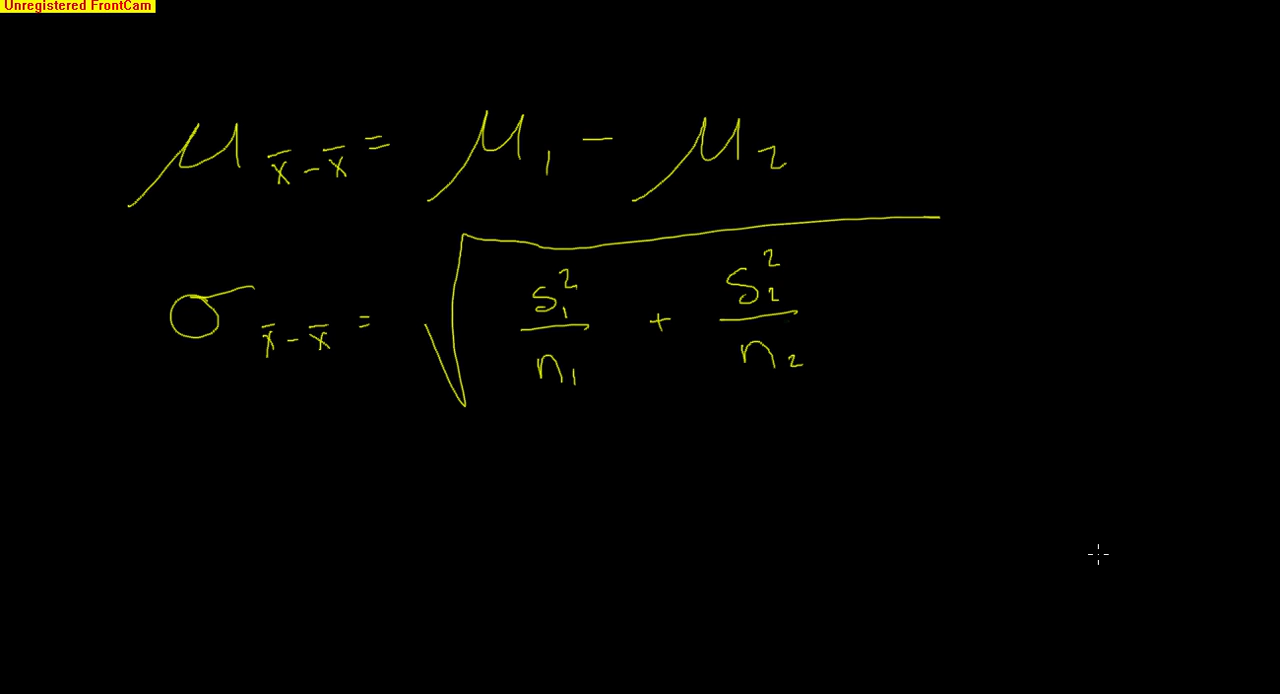 Unregistered FrontCam
μ x̄ - x̄ = μ₁ - μ₂
σ x̄ - x̄ = √(s₁²/n₁ + s₂²/n₂)